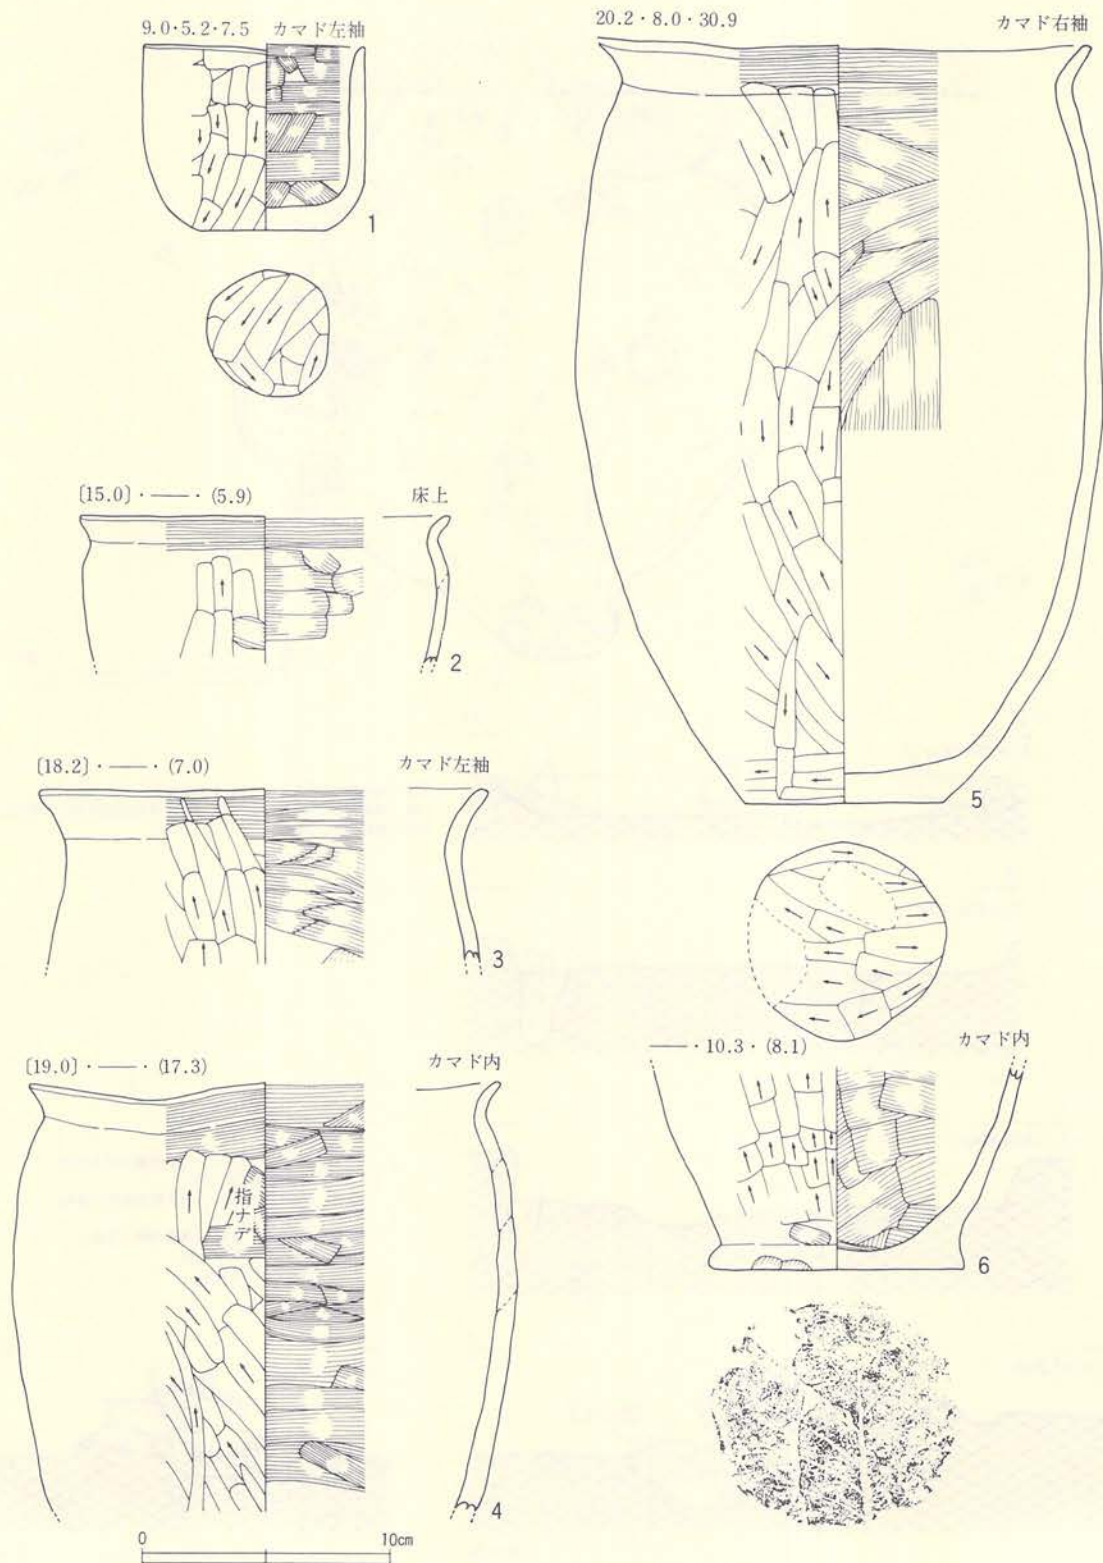 9.0・5.2・7.5 カマド左袖
1
〔15.0〕・――・(5.9) 床上
2
〔18.2〕・――・(7.0) カマド左袖
3
〔19.0〕・――・(17.3) カマド内
指ナデ
4
0 10cm
20.2・8.0・30.9 カマド右袖
5
――・10.3・(8.1) カマド内
6